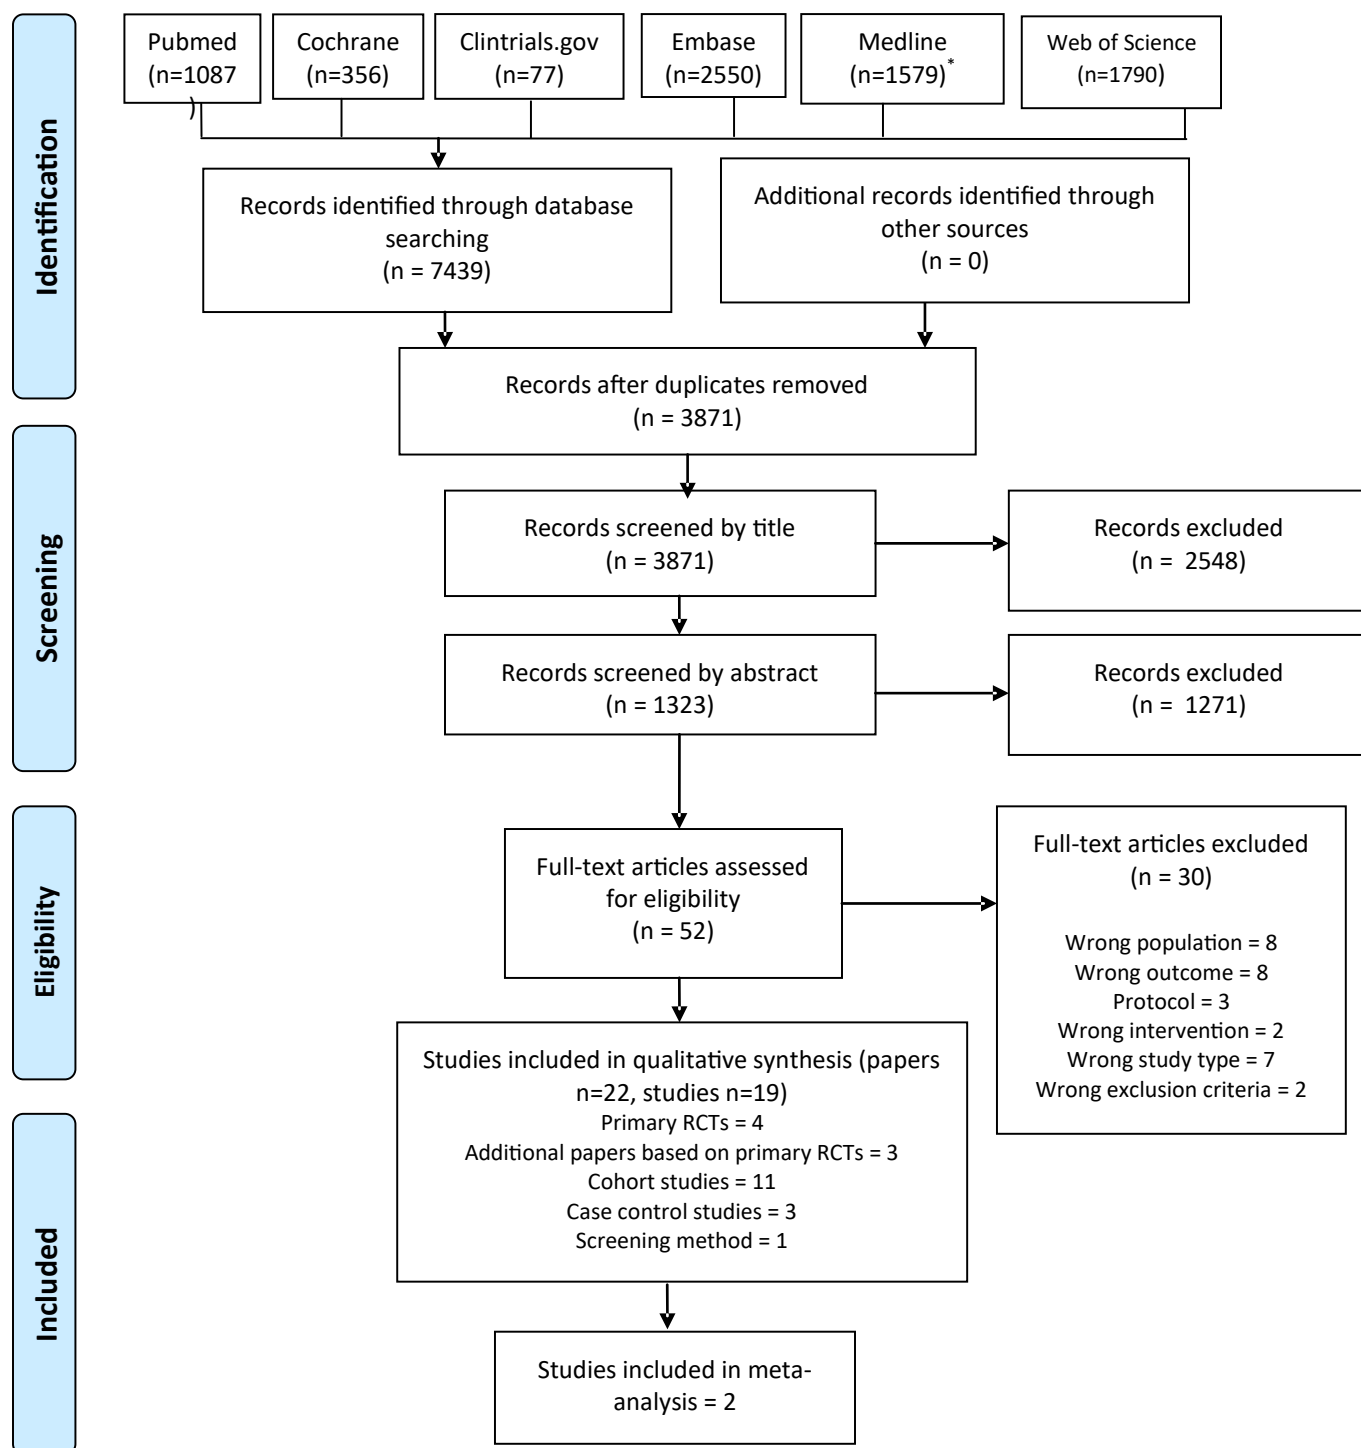 Pubmed
(n=1087
)
Cochrane
(n=356)
Clintrials.gov
(n=77)
Embase
(n=2550)
Medline
(n=1579)*
Web of Science
(n=1790)
Identification
Records identified through database
searching
(n = 7439)
Additional records identified through
other sources
(n = 0)
Records after duplicates removed
(n = 3871)
Screening
Records screened by title
(n = 3871)
Records excluded
(n = 2548)
Records screened by abstract
(n = 1323)
Records excluded
(n = 1271)
Eligibility
Full-text articles assessed
for eligibility
(n = 52)
Full-text articles excluded
(n = 30)
Wrong population = 8
Wrong outcome = 8
Protocol = 3
Wrong intervention = 2
Wrong study type = 7
Wrong exclusion criteria = 2
Included
Studies included in qualitative synthesis (papers
n=22, studies n=19)
Primary RCTs = 4
Additional papers based on primary RCTs = 3
Cohort studies = 11
Case control studies = 3
Screening method = 1
Studies included in meta-
analysis = 2